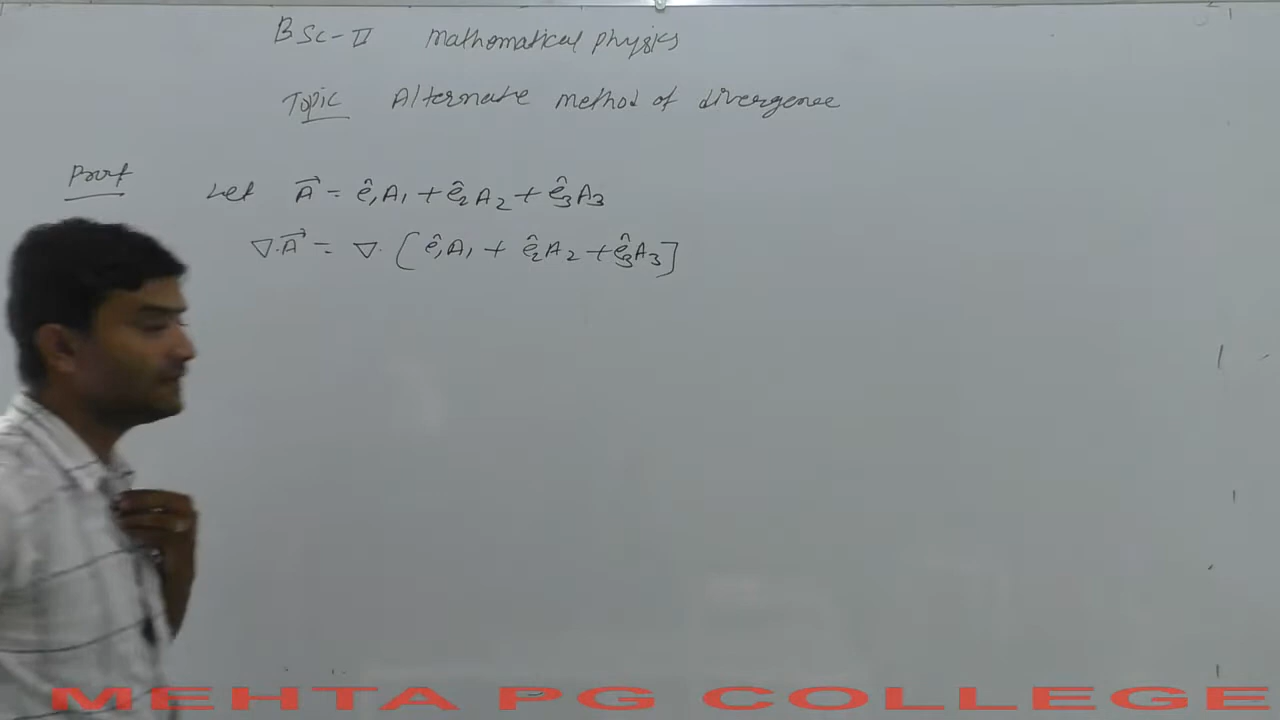 BSc-II Mathematical physics
Topic Alternate method of divergence
Proof Let A⃗ = ê₁A₁ + ê₂A₂ + ê₃A₃
∇·A⃗ = ∇·[ê₁A₁ + ê₂A₂ + ê₃A₃]
MEHTA PG COLLEGE